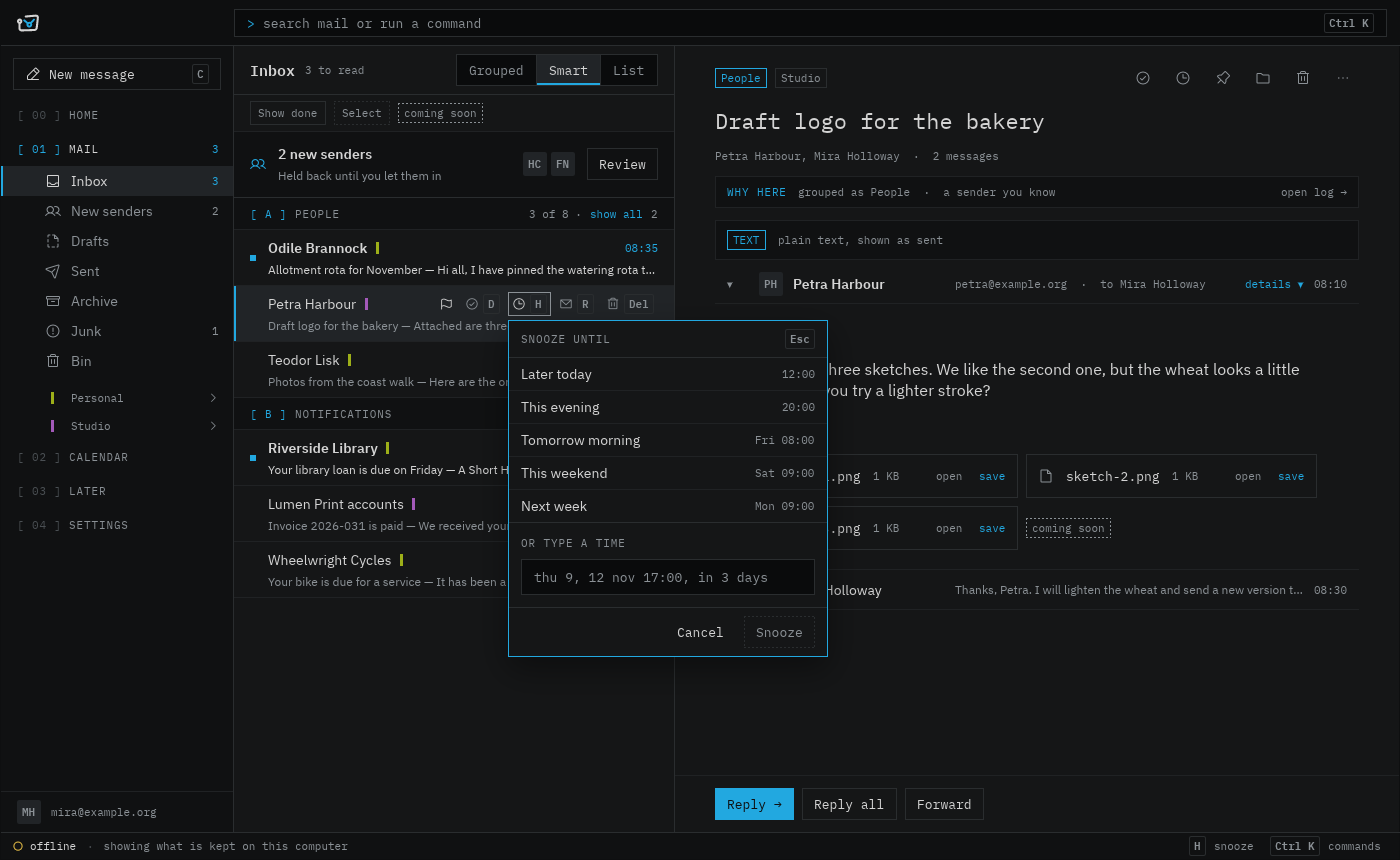 > search mail or run a command Ctrl K
New message C
[ 00 ] HOME
[ 01 ] MAIL 3
Inbox 3
New senders 2
Drafts
Sent
Archive
Junk 1
Bin
Personal
Studio
[ 02 ] CALENDAR
[ 03 ] LATER
[ 04 ] SETTINGS
MH mira@example.org
Inbox 3 to read Grouped Smart List
Show done Select coming soon
2 new senders
Held back until you let them in
HC FN Review
[ A ] PEOPLE 3 of 8 · show all 2
Odile Brannock 08:35
Allotment rota for November — Hi all, I have pinned the watering rota t…
Petra Harbour D H R Del
Draft logo for the bakery — Attached are thre
Teodor Lisk
Photos from the coast walk — Here are the o
[ B ] NOTIFICATIONS
Riverside Library
Your library loan is due on Friday — A Short H
Lumen Print accounts
Invoice 2026-031 is paid — We received your
Wheelwright Cycles
Your bike is due for a service — It has been a
SNOOZE UNTIL Esc
Later today 12:00
This evening 20:00
Tomorrow morning Fri 08:00
This weekend Sat 09:00
Next week Mon 09:00
OR TYPE A TIME
thu 9, 12 nov 17:00, in 3 days
Cancel Snooze
People Studio
Draft logo for the bakery
Petra Harbour, Mira Holloway · 2 messages
WHY HERE grouped as People · a sender you know open log →
TEXT plain text, shown as sent
▾ PH Petra Harbour petra@example.org · to Mira Holloway details ▾ 08:10
hree sketches. We like the second one, but the wheat looks a little
you try a lighter stroke?
.png 1 KB open save
sketch-2.png 1 KB open save
.png 1 KB open save
coming soon
Holloway Thanks, Petra. I will lighten the wheat and send a new version t… 08:30
Reply → Reply all Forward
offline · showing what is kept on this computer
H snooze Ctrl K commands